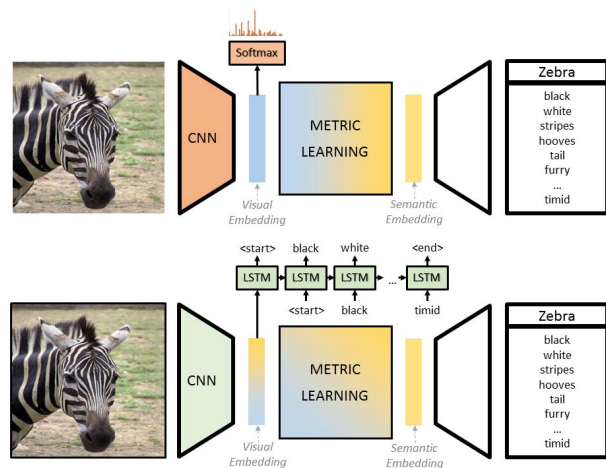 Softmax
CNN
METRIC
LEARNING
Visual
Embedding
Semantic
Embedding
Zebra
black
white
stripes
hooves
tail
furry
...
timid
<start> black white <end>
LSTM LSTM LSTM ... LSTM
<start> black timid
CNN
METRIC
LEARNING
Visual
Embedding
Semantic
Embedding
Zebra
black
white
stripes
hooves
tail
furry
...
timid